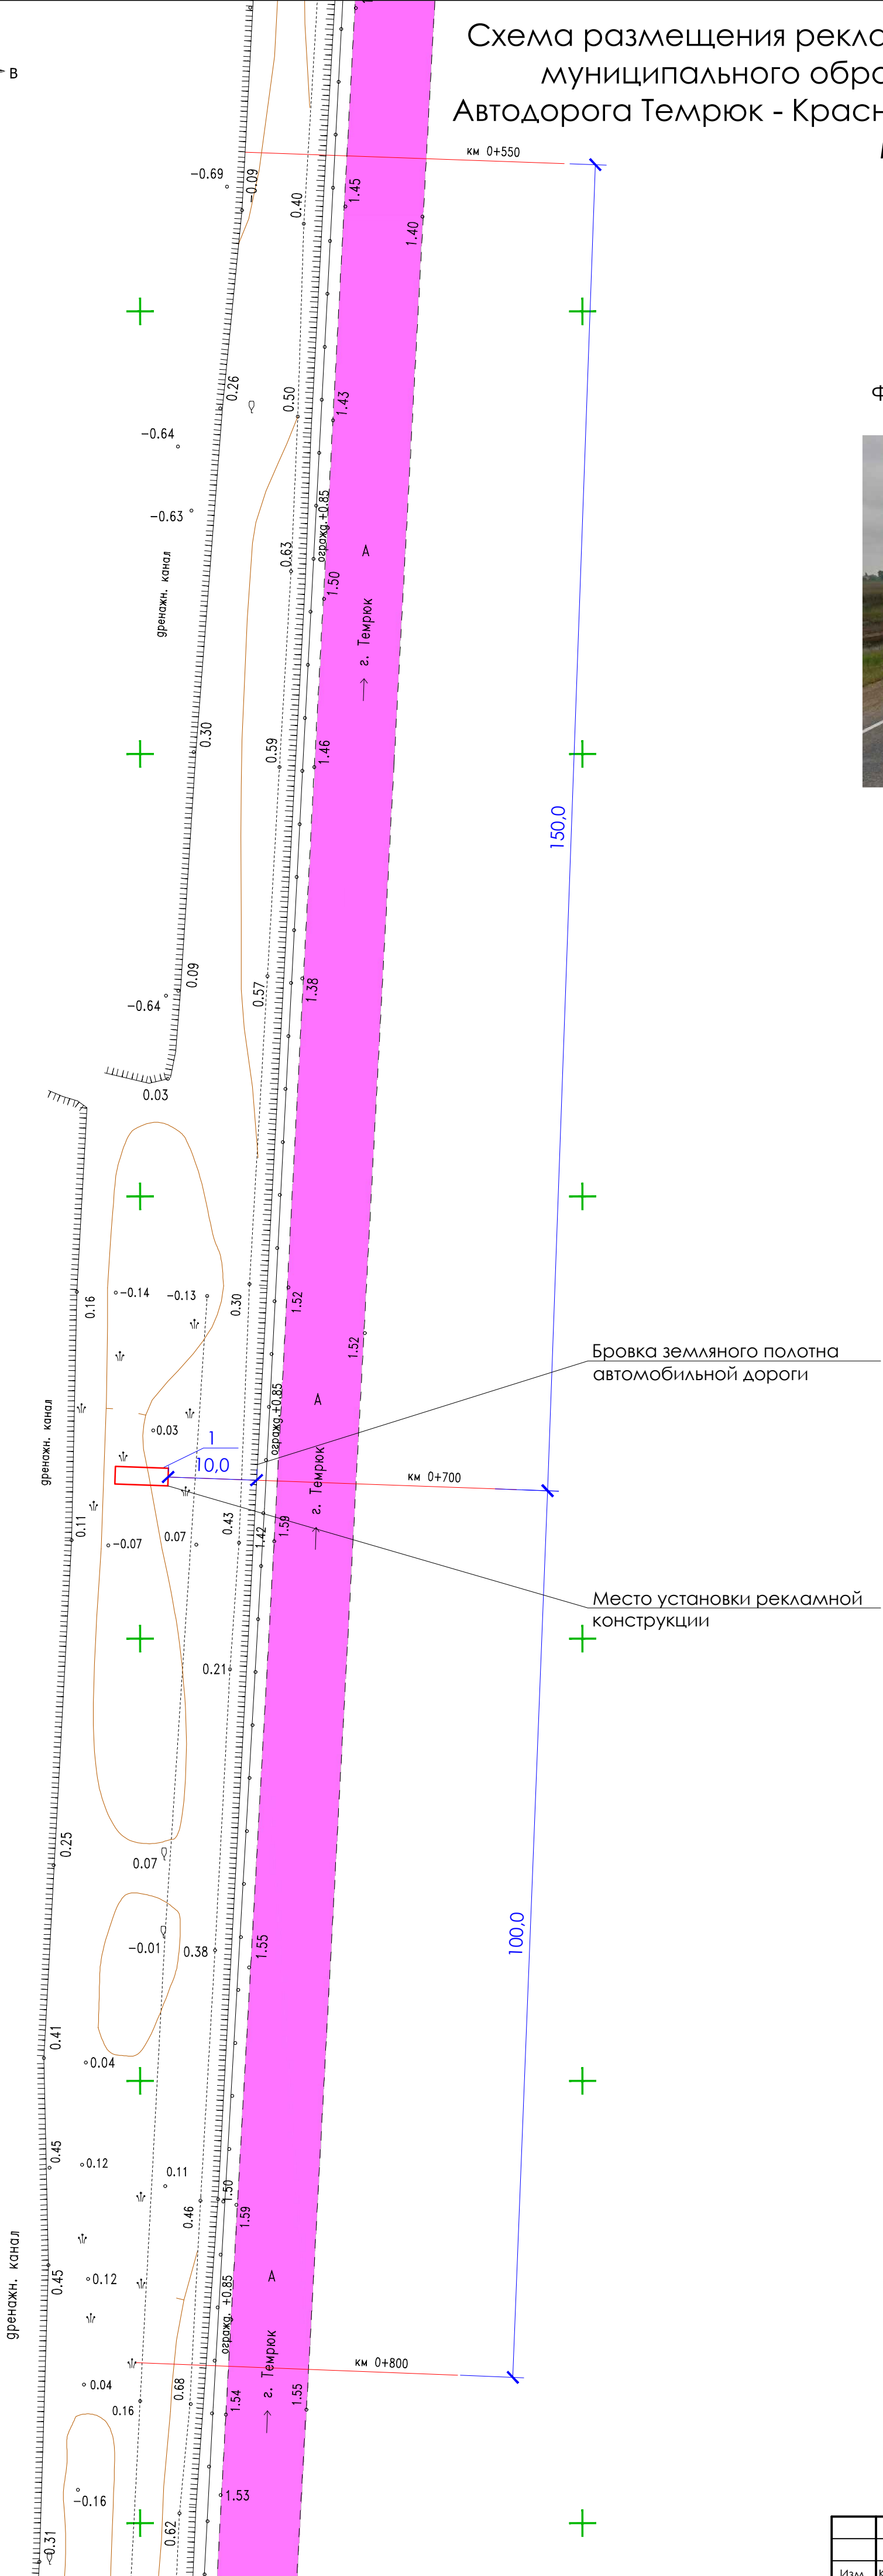 Схема размещения
муниципального
Автодорога Темрюк -
В
км 0+550
-0.69
-0.09
0.40
1.45
1.40
0.26
0.50
1.43
-0.64
-0.63
огражд.+0.85
А
0.63
1.50
дренажн. канал
→ г. Темрюк
0.30
0.59
1.46
150,0
0.09
-0.64
0.57
1.38
0.03
0.16
-0.14
-0.13
0.30
1.52
1.52
Бровка земляного полотна
автомобильной дороги
огражд.+0.85
А
дренажн. канал
0.03
1
10,0
→ г. Темрюк
км 0+700
0.11
-0.07
0.07
0.43
1.42
1.59
Место установки рекламной
конструкции
0.21
0.25
0.07
-0.01
0.38
1.55
100,0
0.41
0.04
0.45
0.12
0.11
0.46
1.50
1.59
дренажн. канал
0.45
0.12
А
огражд. +0.85
→ г. Темрюк
км 0+800
0.04
0.16
0.68
1.54
1.55
-0.16
1.53
0.62
-0.31
Изм.